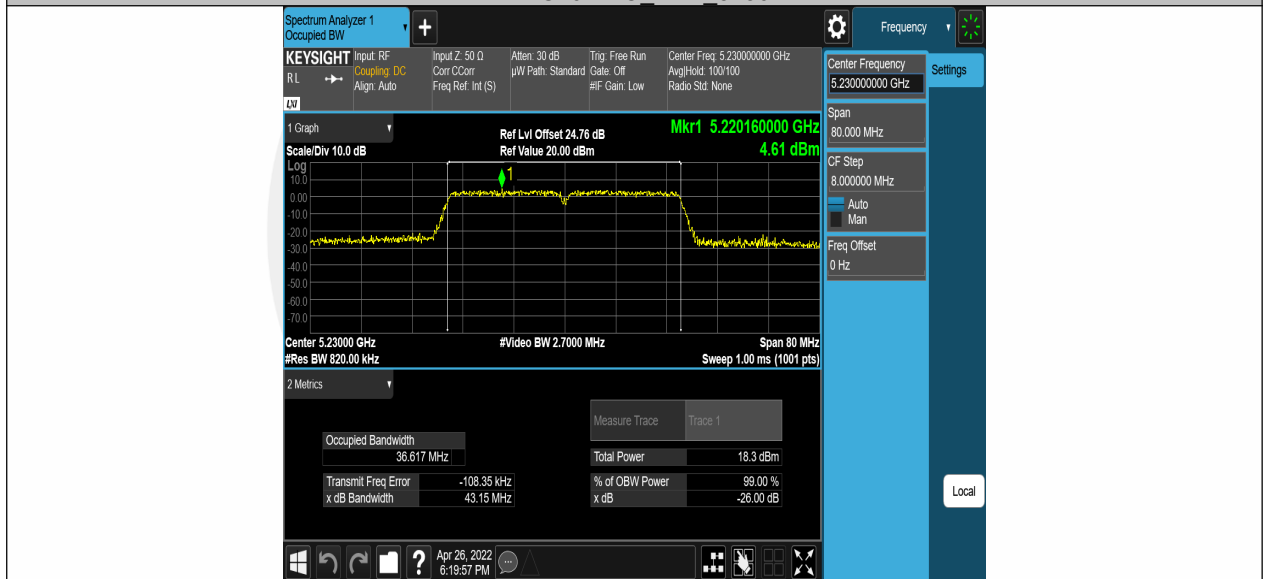 Spectrum Analyzer 1
Occupied BW
Frequency
KEYSIGHT
RL
LXI
Input: RF
Coupling: DC
Align: Auto
Input Z: 50 Ω
Corr CCorr
Freq Ref: Int (S)
Atten: 30 dB
µW Path: Standard
Trig: Free Run
Gate: Off
#IF Gain: Low
Center Freq: 5.230000000 GHz
Avg|Hold: 100/100
Radio Std: None
Center Frequency
5.230000000 GHz
Settings
Span
80.000 MHz
CF Step
8.000000 MHz
Auto
Man
Freq Offset
0 Hz
Local
1 Graph
Scale/Div 10.0 dB
Ref Lvl Offset 24.76 dB
Ref Value 20.00 dBm
Mkr1 5.220160000 GHz
4.61 dBm
Log
10.0
0.00
-10.0
-20.0
-30.0
-40.0
-50.0
-60.0
-70.0
1
Center 5.23000 GHz
#Video BW 2.7000 MHz
Span 80 MHz
#Res BW 820.00 kHz
Sweep 1.00 ms (1001 pts)
2 Metrics
Measure Trace
Trace 1
Occupied Bandwidth
36.617 MHz
Total Power
18.3 dBm
Transmit Freq Error
-108.35 kHz
% of OBW Power
99.00 %
x dB Bandwidth
43.15 MHz
x dB
-26.00 dB
Apr 26, 2022
6:19:57 PM